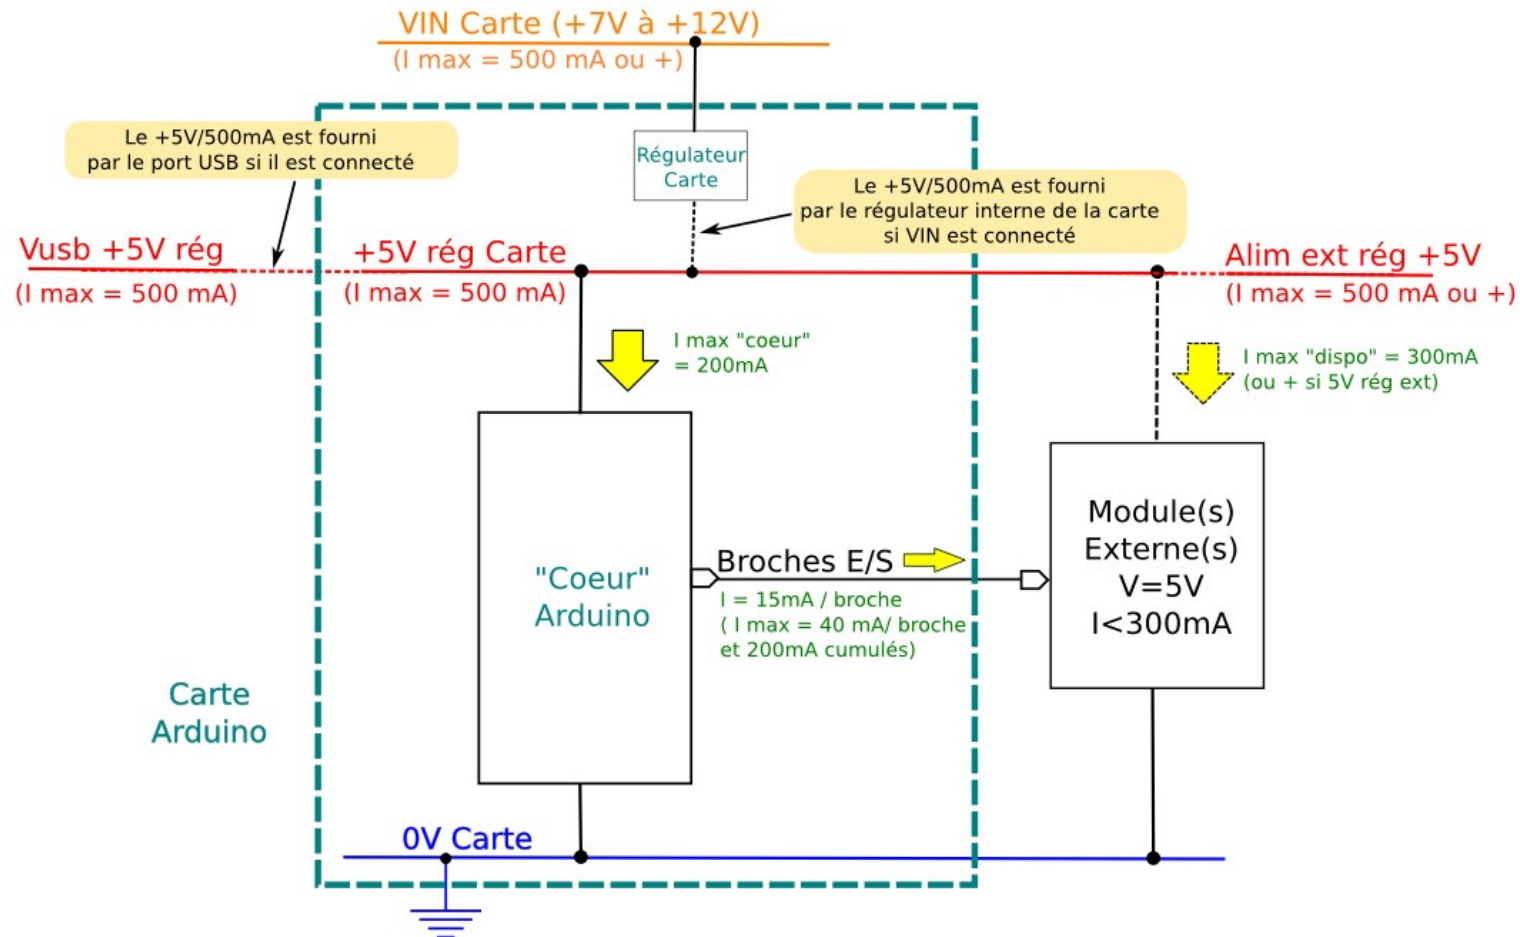 VIN Carte (+7V à +12V)
(I max = 500 mA ou +)
Le +5V/500mA est fourni
par le port USB si il est connecté
Régulateur
Carte
Le +5V/500mA est fourni
par le régulateur interne de la carte
si VIN est connecté
Vusb +5V rég
(I max = 500 mA)
+5V rég Carte
(I max = 500 mA)
Alim ext rég +5V
(I max = 500 mA ou +)
I max "coeur"
= 200mA
I max "dispo" = 300mA
(ou + si 5V rég ext)
"Coeur"
Arduino
Broches E/S
I = 15mA / broche
( I max = 40 mA/ broche
et 200mA cumulés)
Module(s)
Externe(s)
V=5V
I<300mA
Carte
Arduino
0V Carte